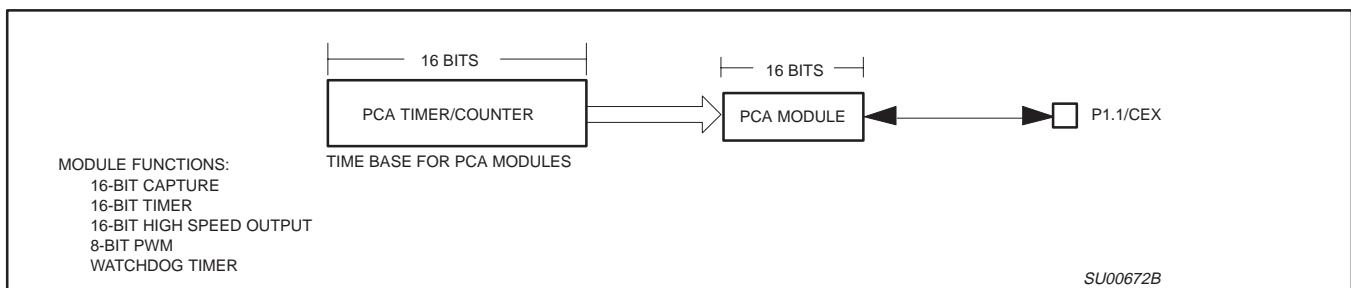 16 BITS
16 BITS
PCA TIMER/COUNTER
PCA MODULE
P1.1/CEX
TIME BASE FOR PCA MODULES
MODULE FUNCTIONS:
16-BIT CAPTURE
16-BIT TIMER
16-BIT HIGH SPEED OUTPUT
8-BIT PWM
WATCHDOG TIMER
SU00672B